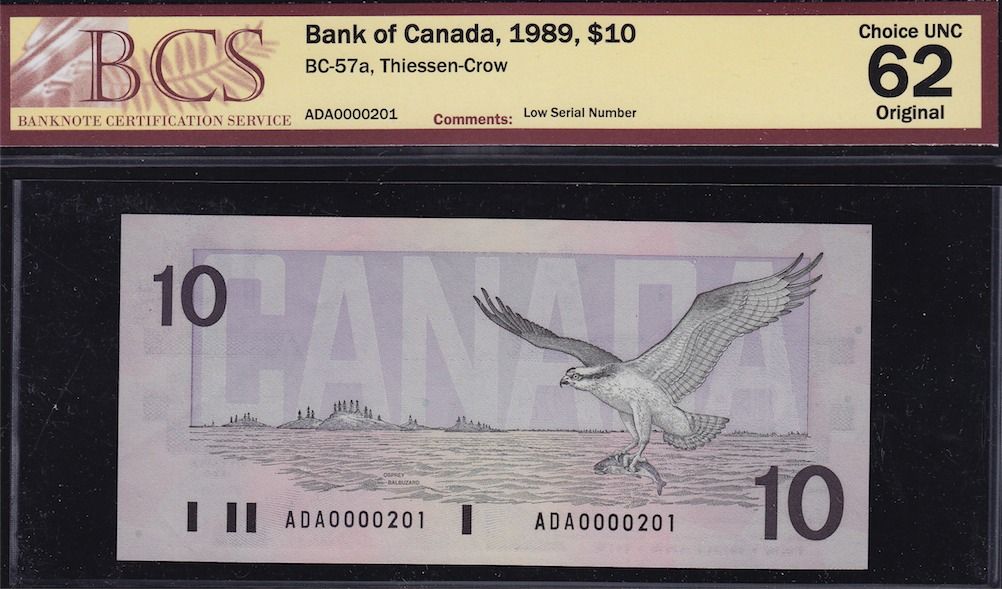 BCS
BANKNOTE CERTIFICATION SERVICE
Bank of Canada, 1989, $10
BC-57a, Thiessen-Crow
ADA0000201
Comments: Low Serial Number
Choice UNC
62
Original
CANADA
10
OSPREY
BALBUZARD
ADA0000201
ADA0000201
10